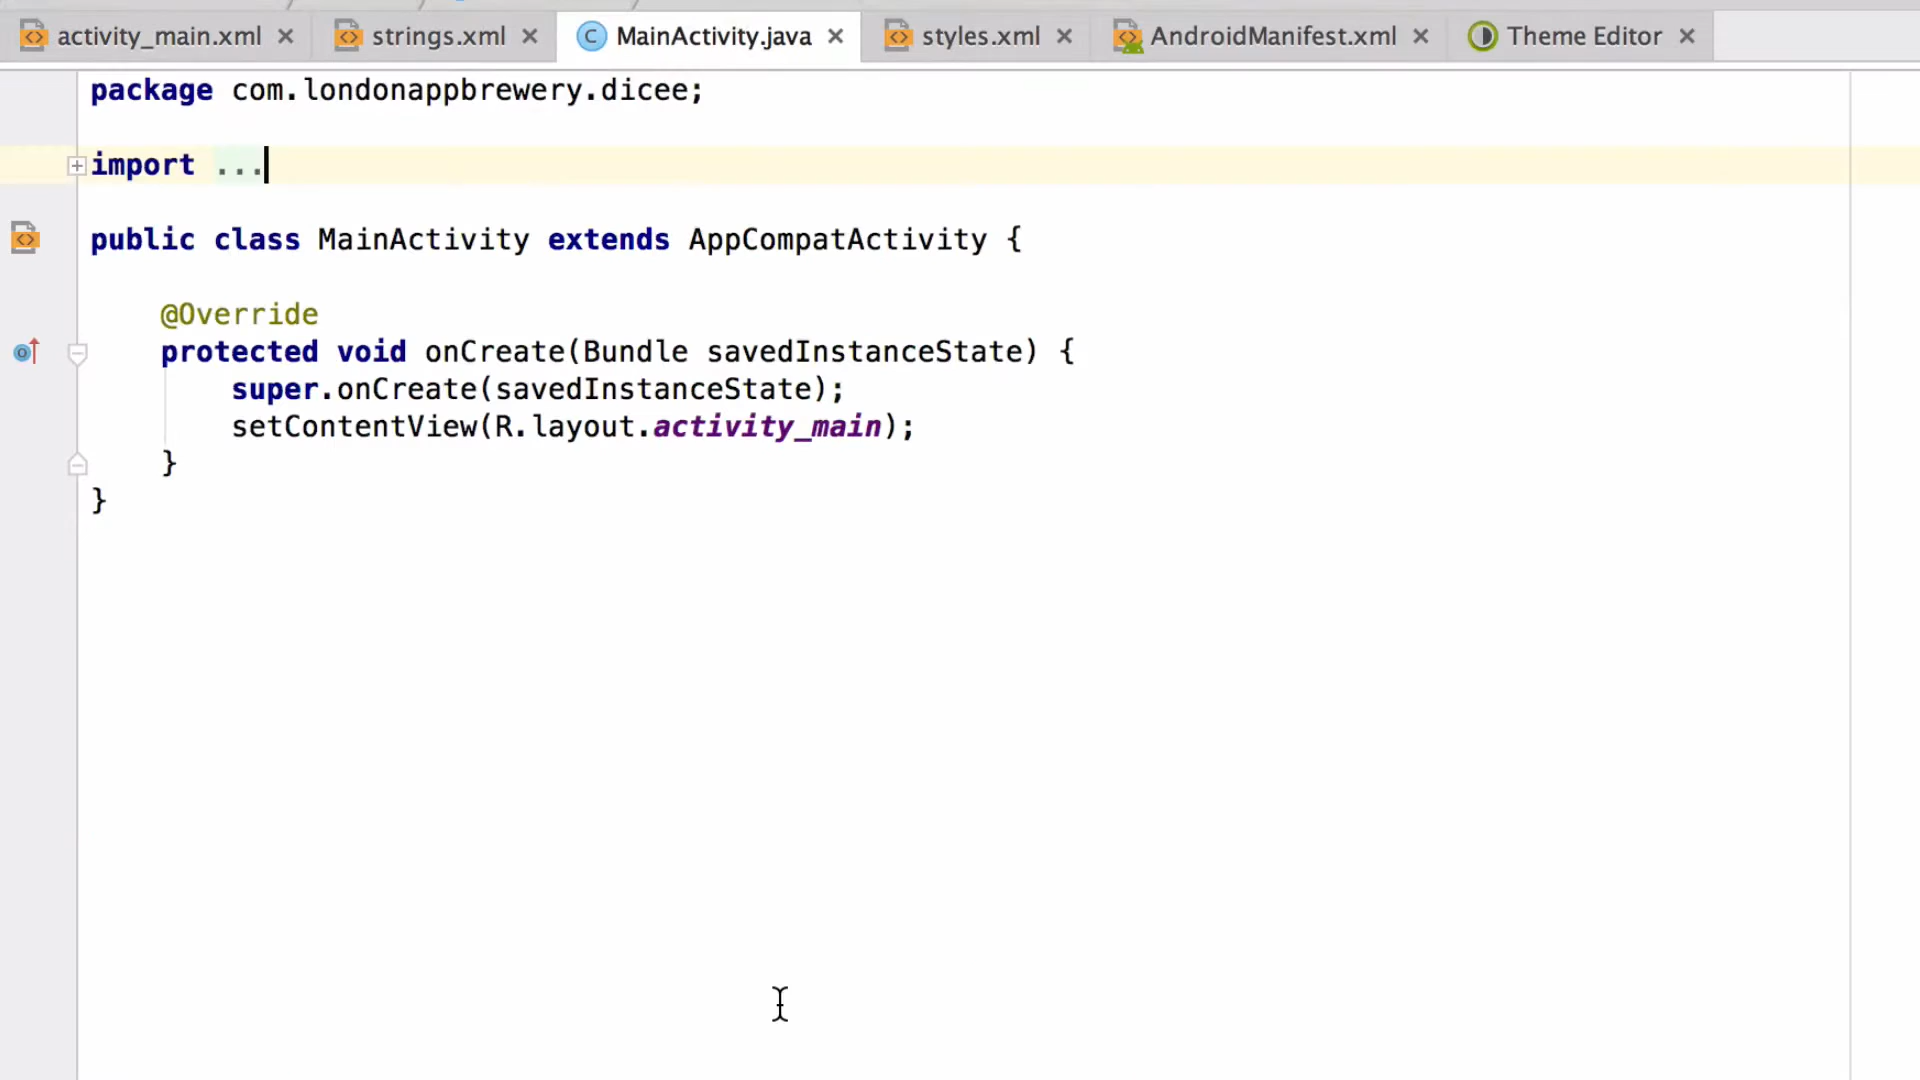 activity_main.xml strings.xml MainActivity.java styles.xml AndroidManifest.xml Theme Editor
package com.londonappbrewery.dicee;
import ...
public class MainActivity extends AppCompatActivity {
@Override
protected void onCreate(Bundle savedInstanceState) {
super.onCreate(savedInstanceState);
setContentView(R.layout.activity_main);
}
}